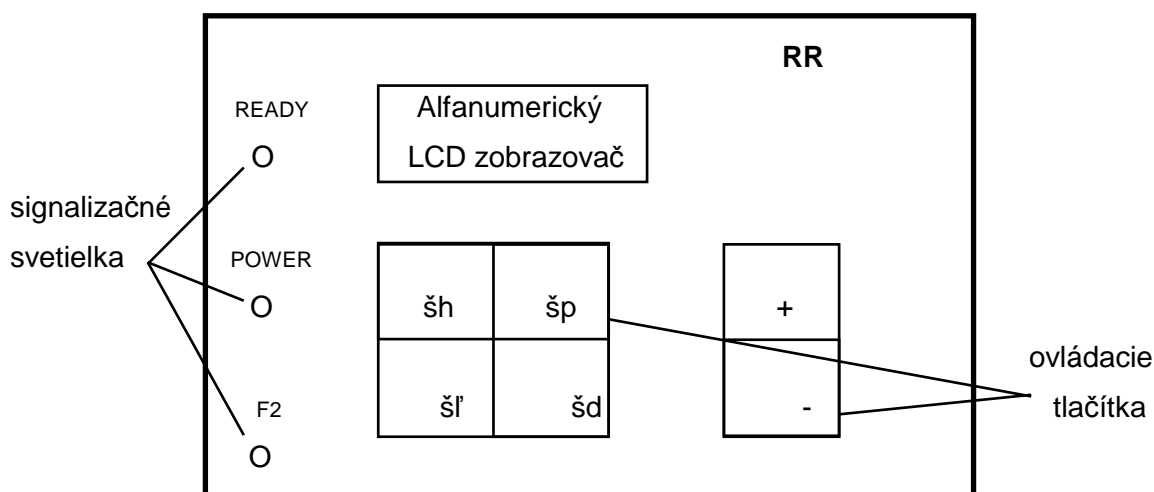 RR
READY
Alfanumerický
LCD zobrazovač
O
signalizačné
svetielka
POWER
O
šh
šp
+
ovládacie
tlačítka
šľ
šd
-
F2
O